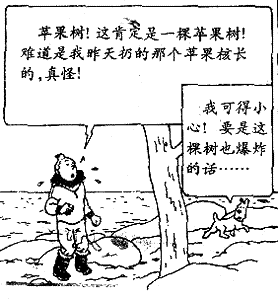 苹果树！这肯定是一棵苹果树！
难道是我昨天扔的那个苹果核长
的，真怪！
我可得小
心！要是这
棵树也爆炸
的话……